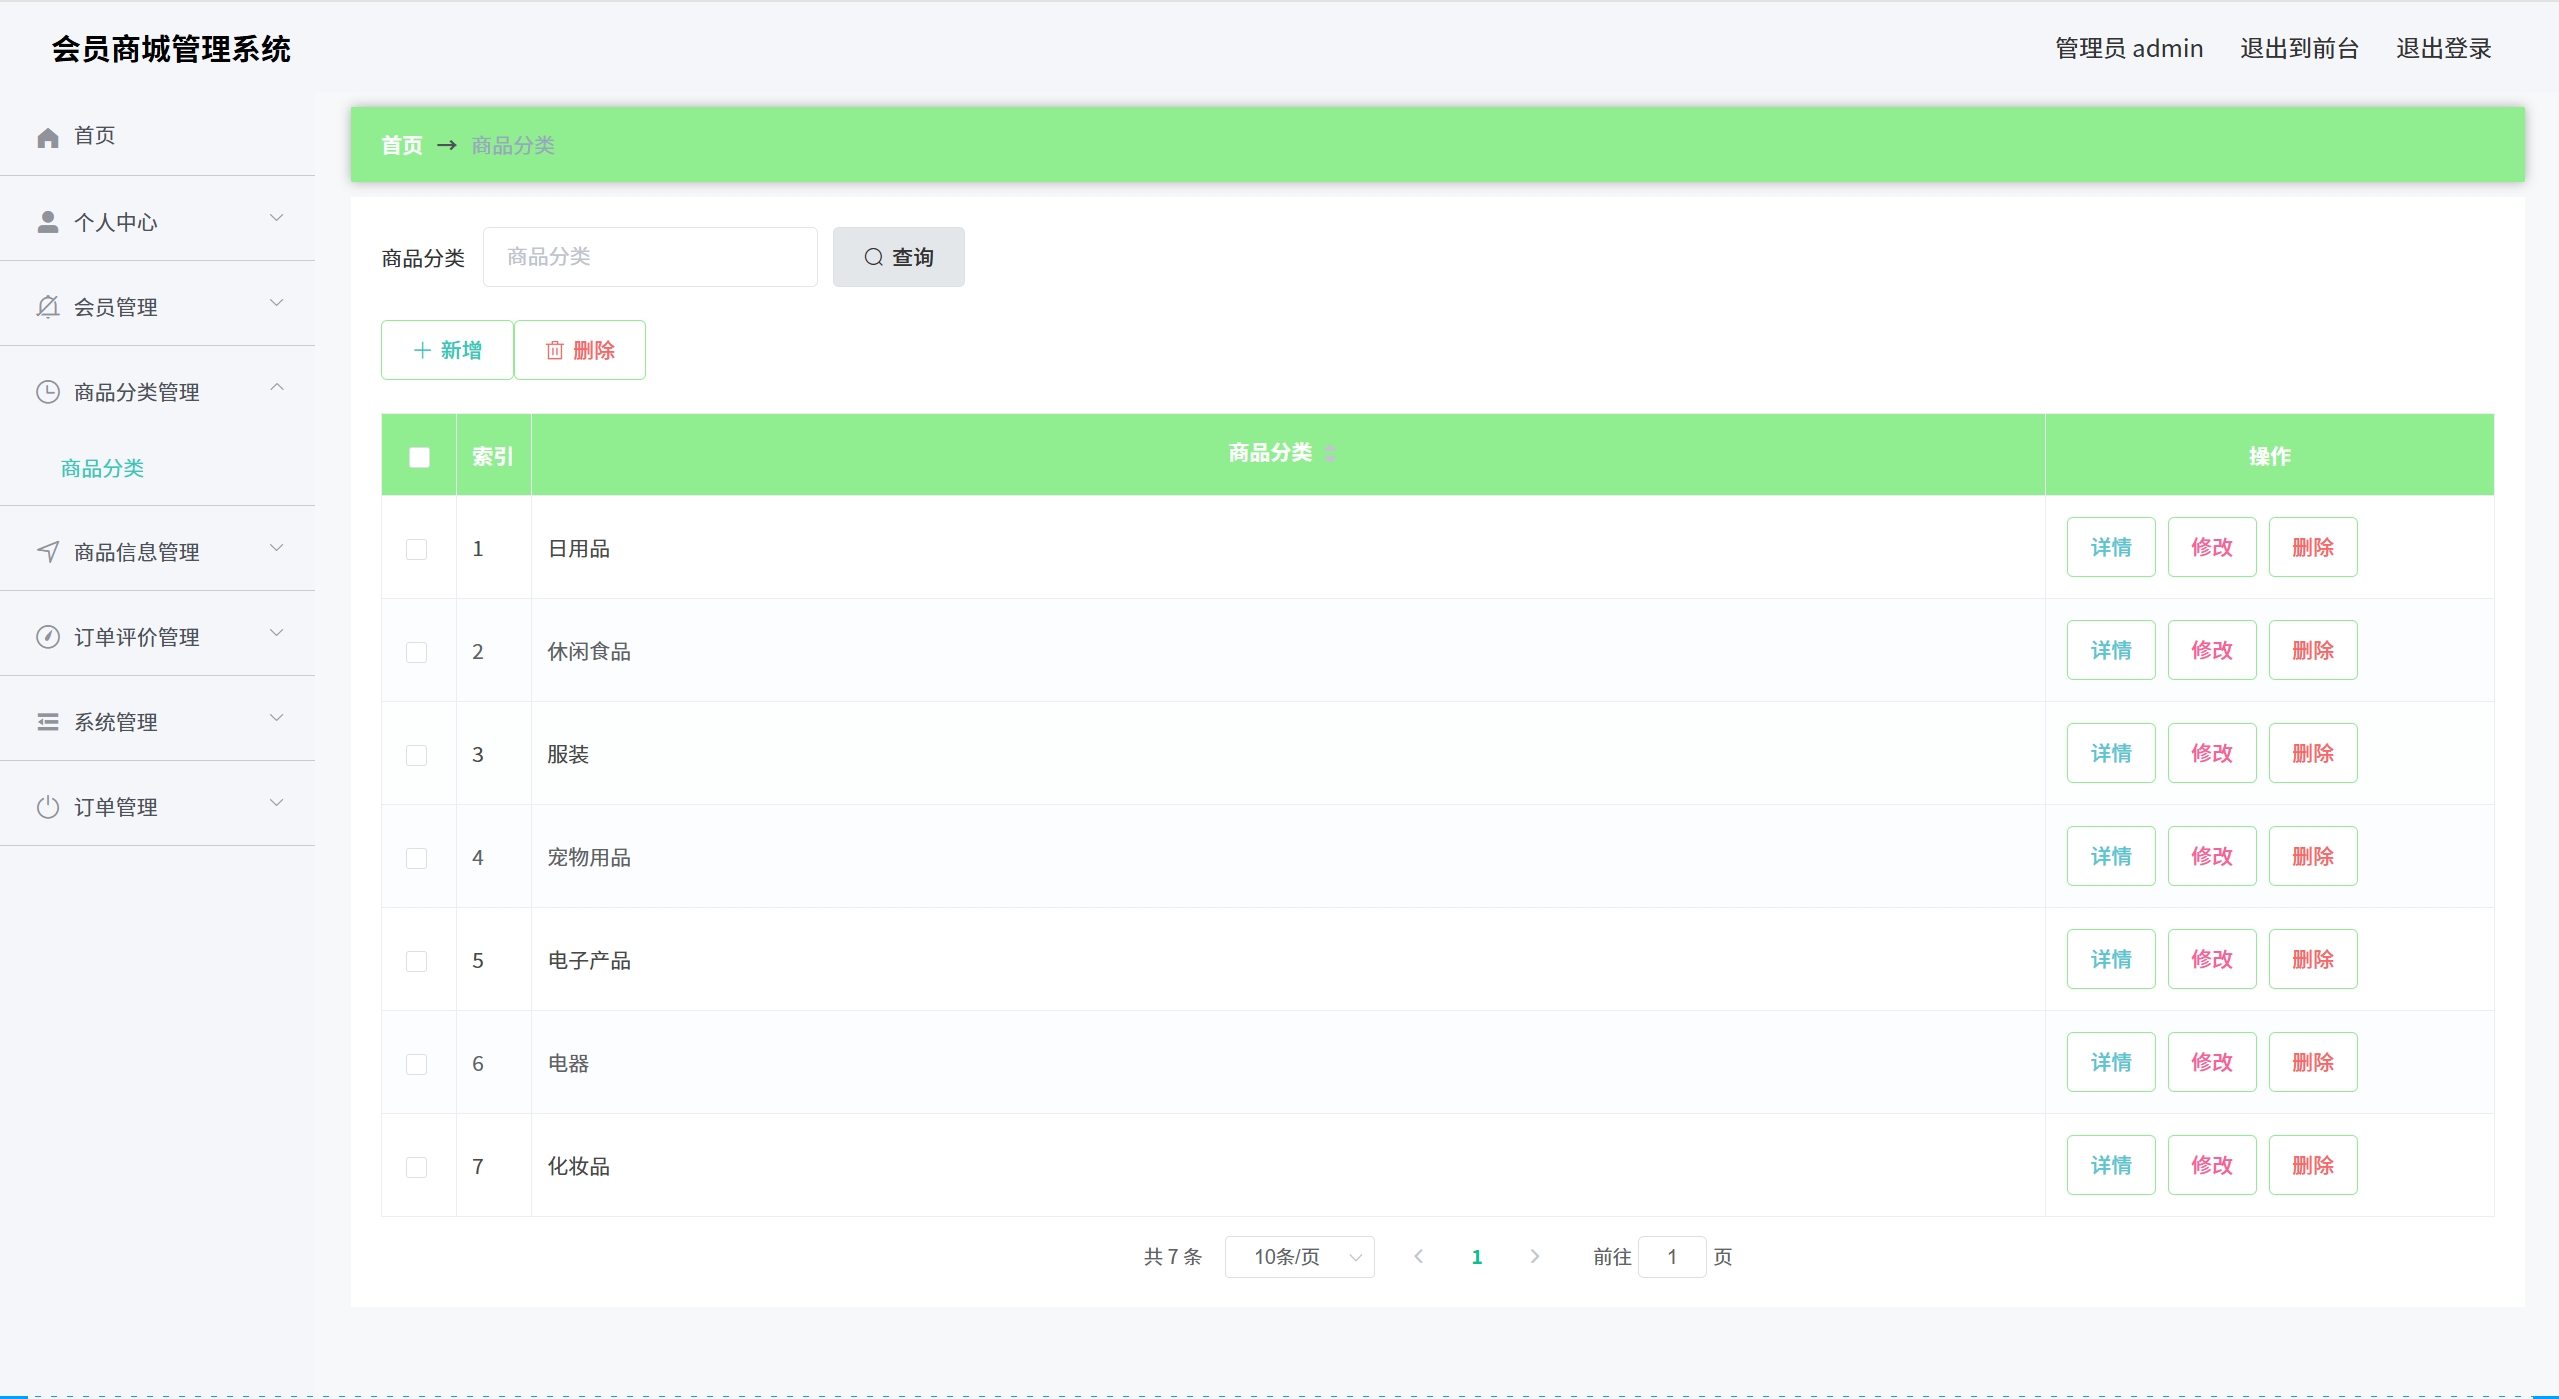 会员商城管理系统
管理员 admin 退出到前台 退出登录
首页
个人中心
会员管理
商品分类管理
商品分类
商品信息管理
订单评价管理
系统管理
订单管理
首页 → 商品分类
商品分类 商品分类 查询
新增 删除
索引 商品分类 操作
1 日用品 详情 修改 删除
2 休闲食品 详情 修改 删除
3 服装 详情 修改 删除
4 宠物用品 详情 修改 删除
5 电子产品 详情 修改 删除
6 电器 详情 修改 删除
7 化妆品 详情 修改 删除
共 7 条 10条/页 1 前往 1 页